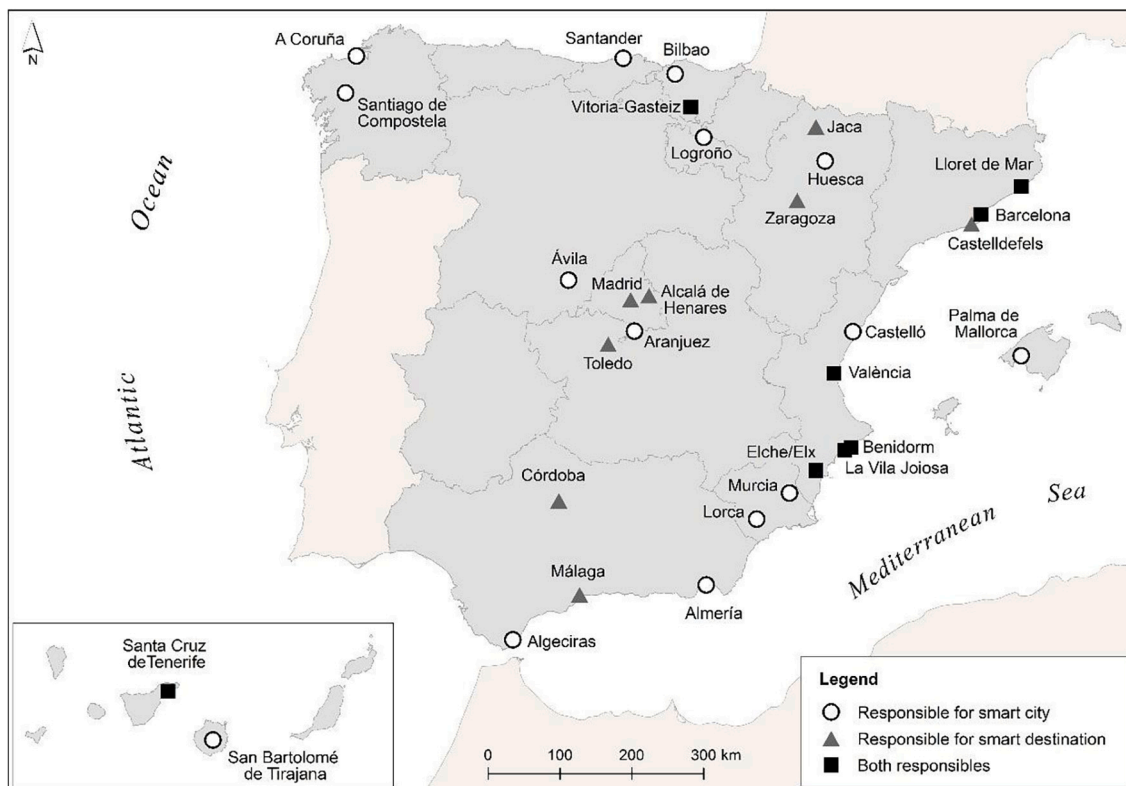 N
A Coruña
Santander
Bilbao
Santiago de
Compostela
Vitoria-Gasteiz
Logroño
Jaca
Huesca
Lloret de Mar
Zaragoza
Barcelona
Castelldefels
Ocean
Atlantic
Ávila
Madrid
Alcalá de
Henares
Aranjuez
Toledo
Castelló
Palma de
Mallorca
València
Benidorm
La Vila Joiosa
Elche/Elx
Murcia
Lorca
Córdoba
Málaga
Almería
Algeciras
Mediterranean
Sea
Santa Cruz
de Tenerife
San Bartolomé
de Tirajana
0 100 200 300 km
Legend
Responsible for smart city
Responsible for smart destination
Both responsibles